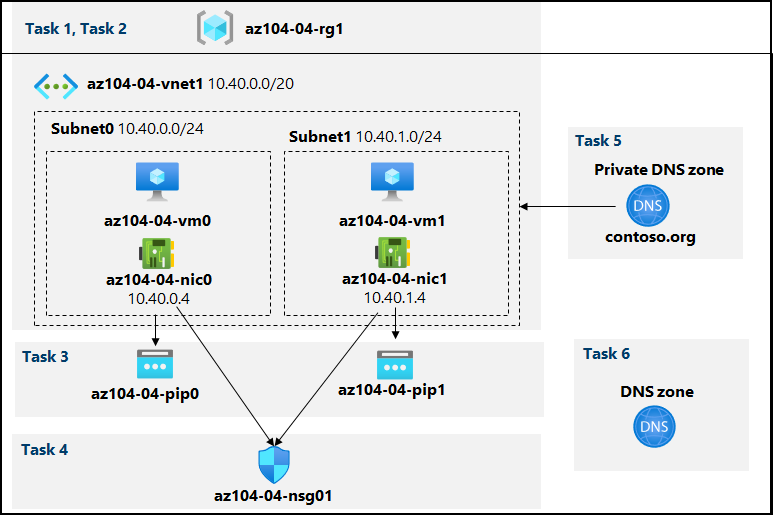 Task 1, Task 2
az104-04-rg1
az104-04-vnet1 10.40.0.0/20
Subnet0 10.40.0.0/24
Subnet1 10.40.1.0/24
az104-04-vm0
az104-04-vm1
az104-04-nic0
10.40.0.4
az104-04-nic1
10.40.1.4
Task 5
Private DNS zone
DNS
contoso.org
Task 3
az104-04-pip0
az104-04-pip1
Task 6
DNS zone
DNS
Task 4
az104-04-nsg01